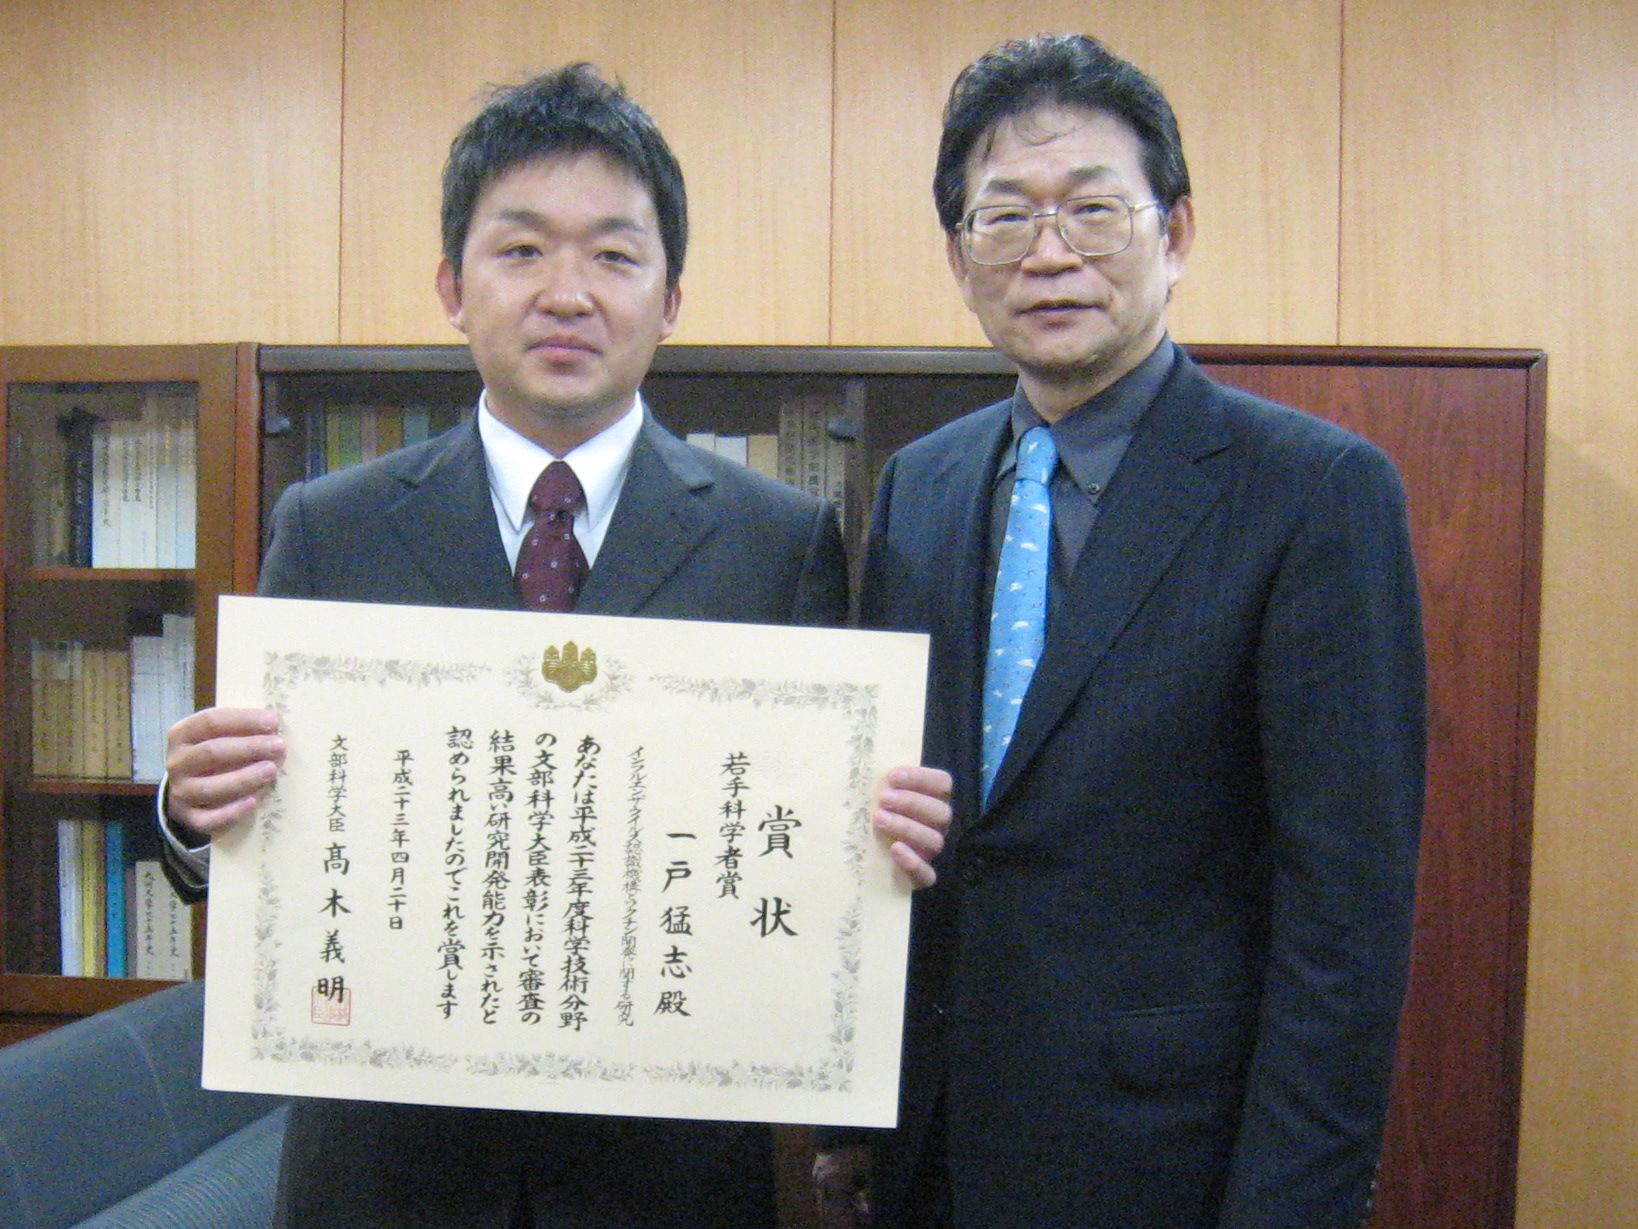 賞状
若手科学者賞
一戸猛志殿
インフルエンザウイルス認識機構とワクチン開発に関する研究
あなたは平成二十三年度科学技術分野
の文部科学大臣表彰において審査の
結果高い研究開発能力を示されたと
認められましたのでこれを賞します
平成二十三年四月二十日
文部科学大臣 髙木義明